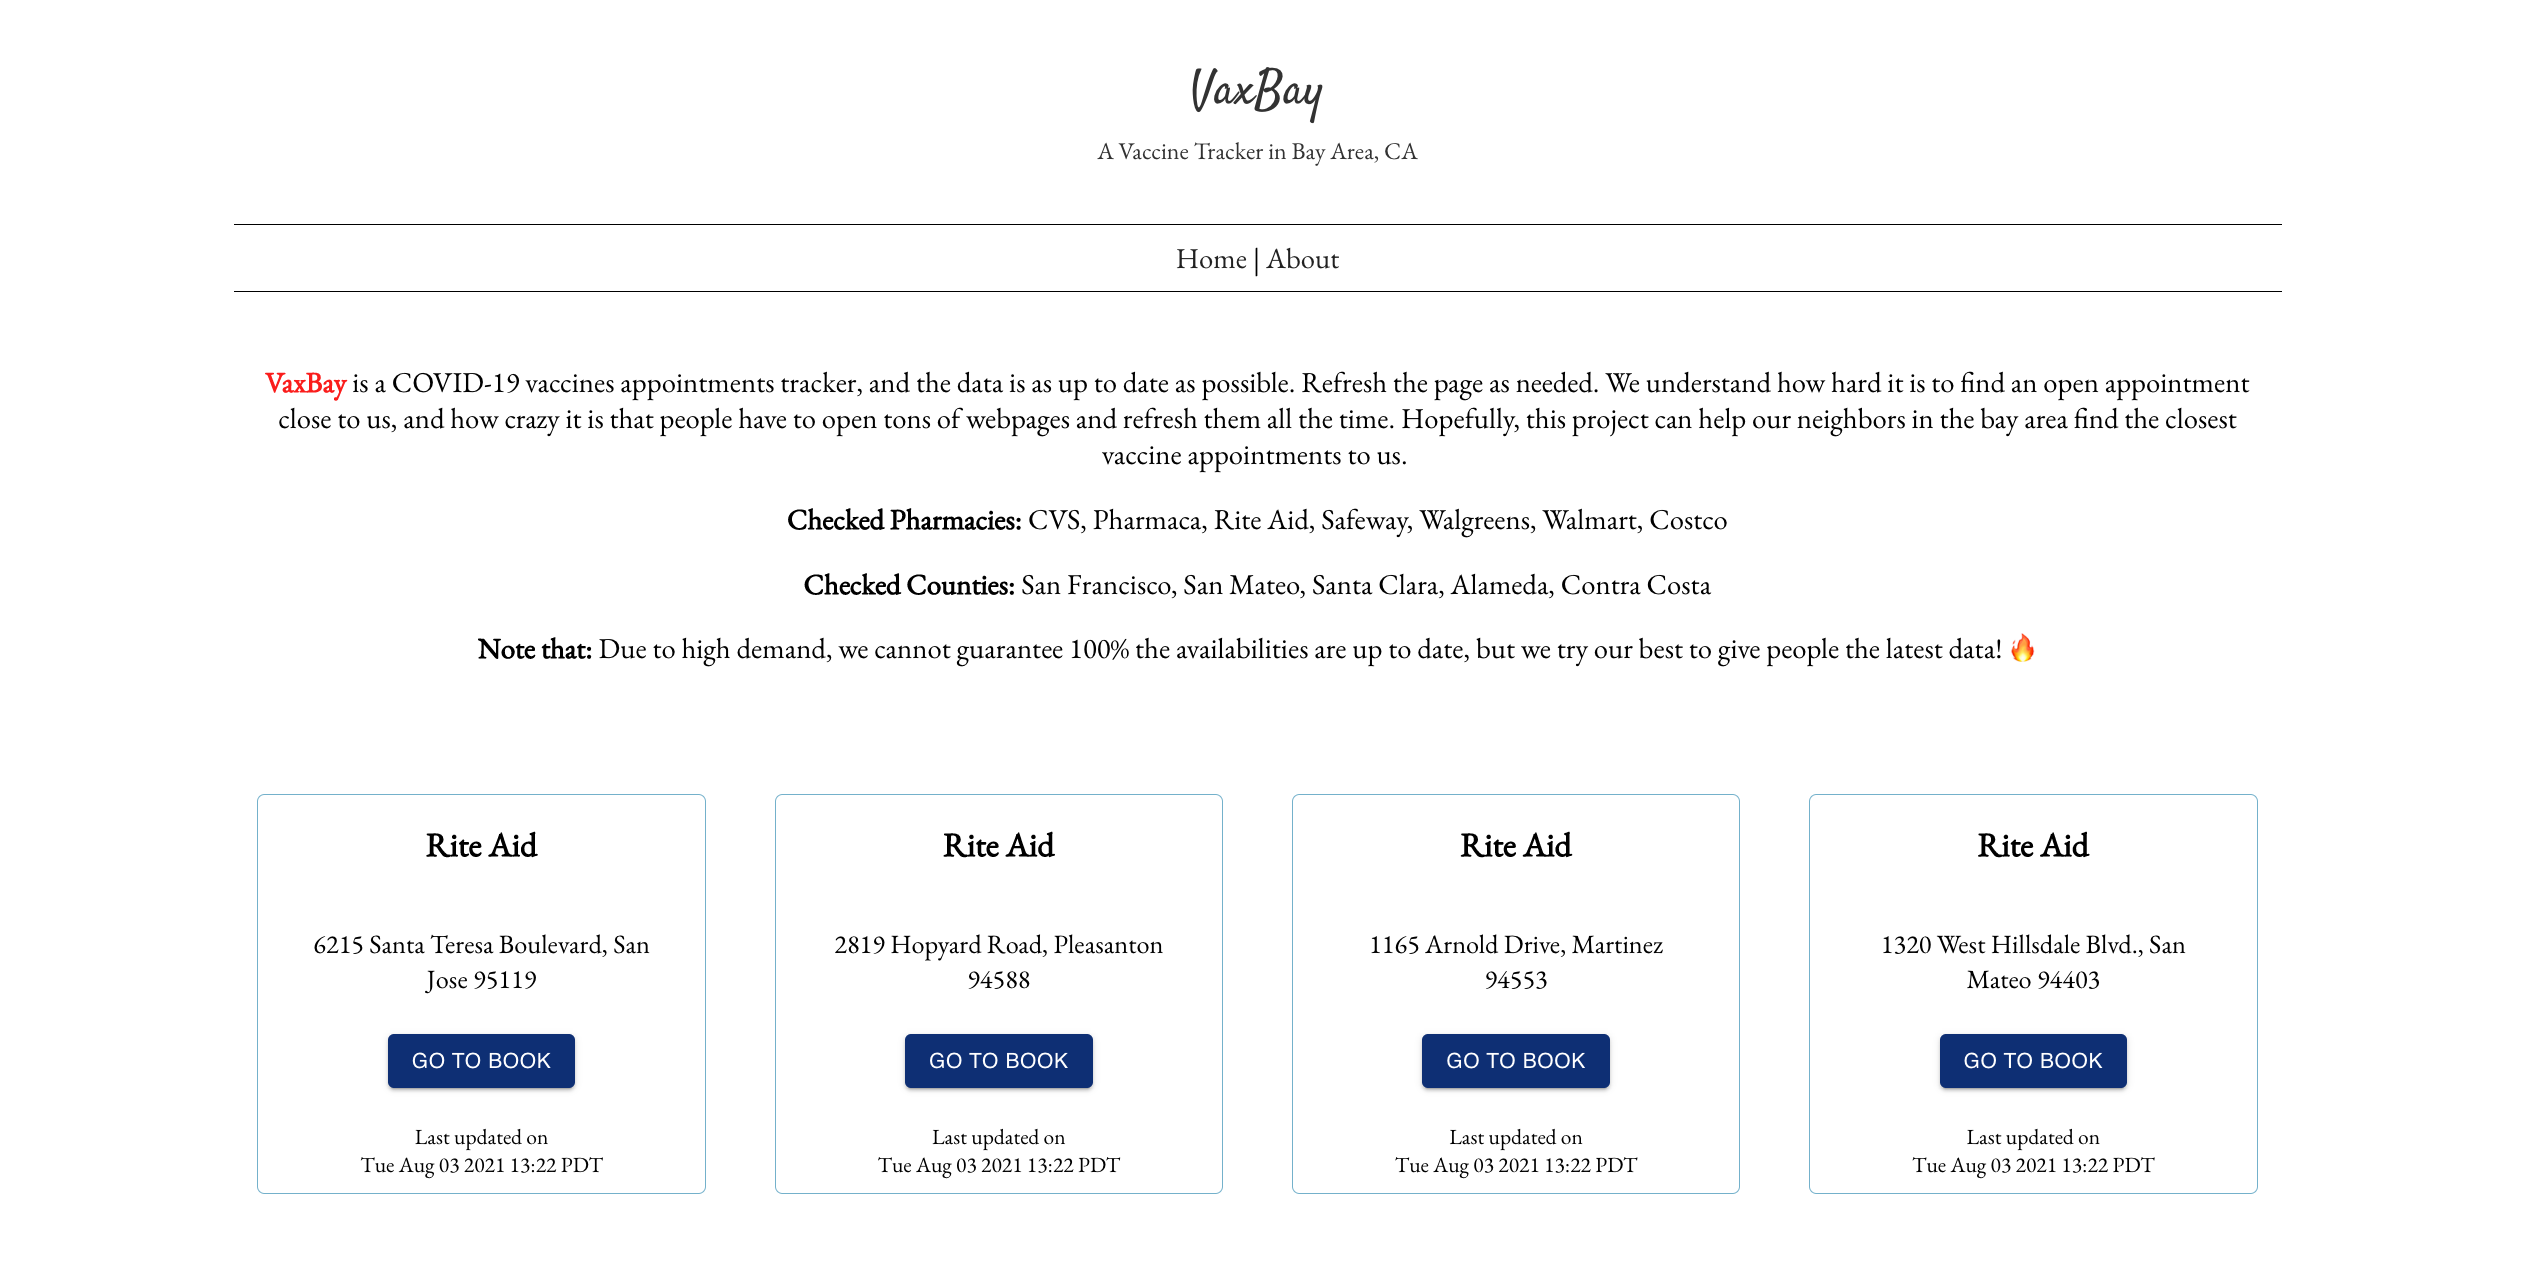 VaxBay
A Vaccine Tracker in Bay Area, CA
Home | About
VaxBay is a COVID-19 vaccines appointments tracker, and the data is as up to date as possible. Refresh the page as needed. We understand how hard it is to find an open appointment
close to us, and how crazy it is that people have to open tons of webpages and refresh them all the time. Hopefully, this project can help our neighbors in the bay area find the closest
vaccine appointments to us.
Checked Pharmacies: CVS, Pharmaca, Rite Aid, Safeway, Walgreens, Walmart, Costco
Checked Counties: San Francisco, San Mateo, Santa Clara, Alameda, Contra Costa
Note that: Due to high demand, we cannot guarantee 100% the availabilities are up to date, but we try our best to give people the latest data! 🔥
Rite Aid
6215 Santa Teresa Boulevard, San
Jose 95119
GO TO BOOK
Last updated on
Tue Aug 03 2021 13:22 PDT
Rite Aid
2819 Hopyard Road, Pleasanton
94588
GO TO BOOK
Last updated on
Tue Aug 03 2021 13:22 PDT
Rite Aid
1165 Arnold Drive, Martinez
94553
GO TO BOOK
Last updated on
Tue Aug 03 2021 13:22 PDT
Rite Aid
1320 West Hillsdale Blvd., San
Mateo 94403
GO TO BOOK
Last updated on
Tue Aug 03 2021 13:22 PDT